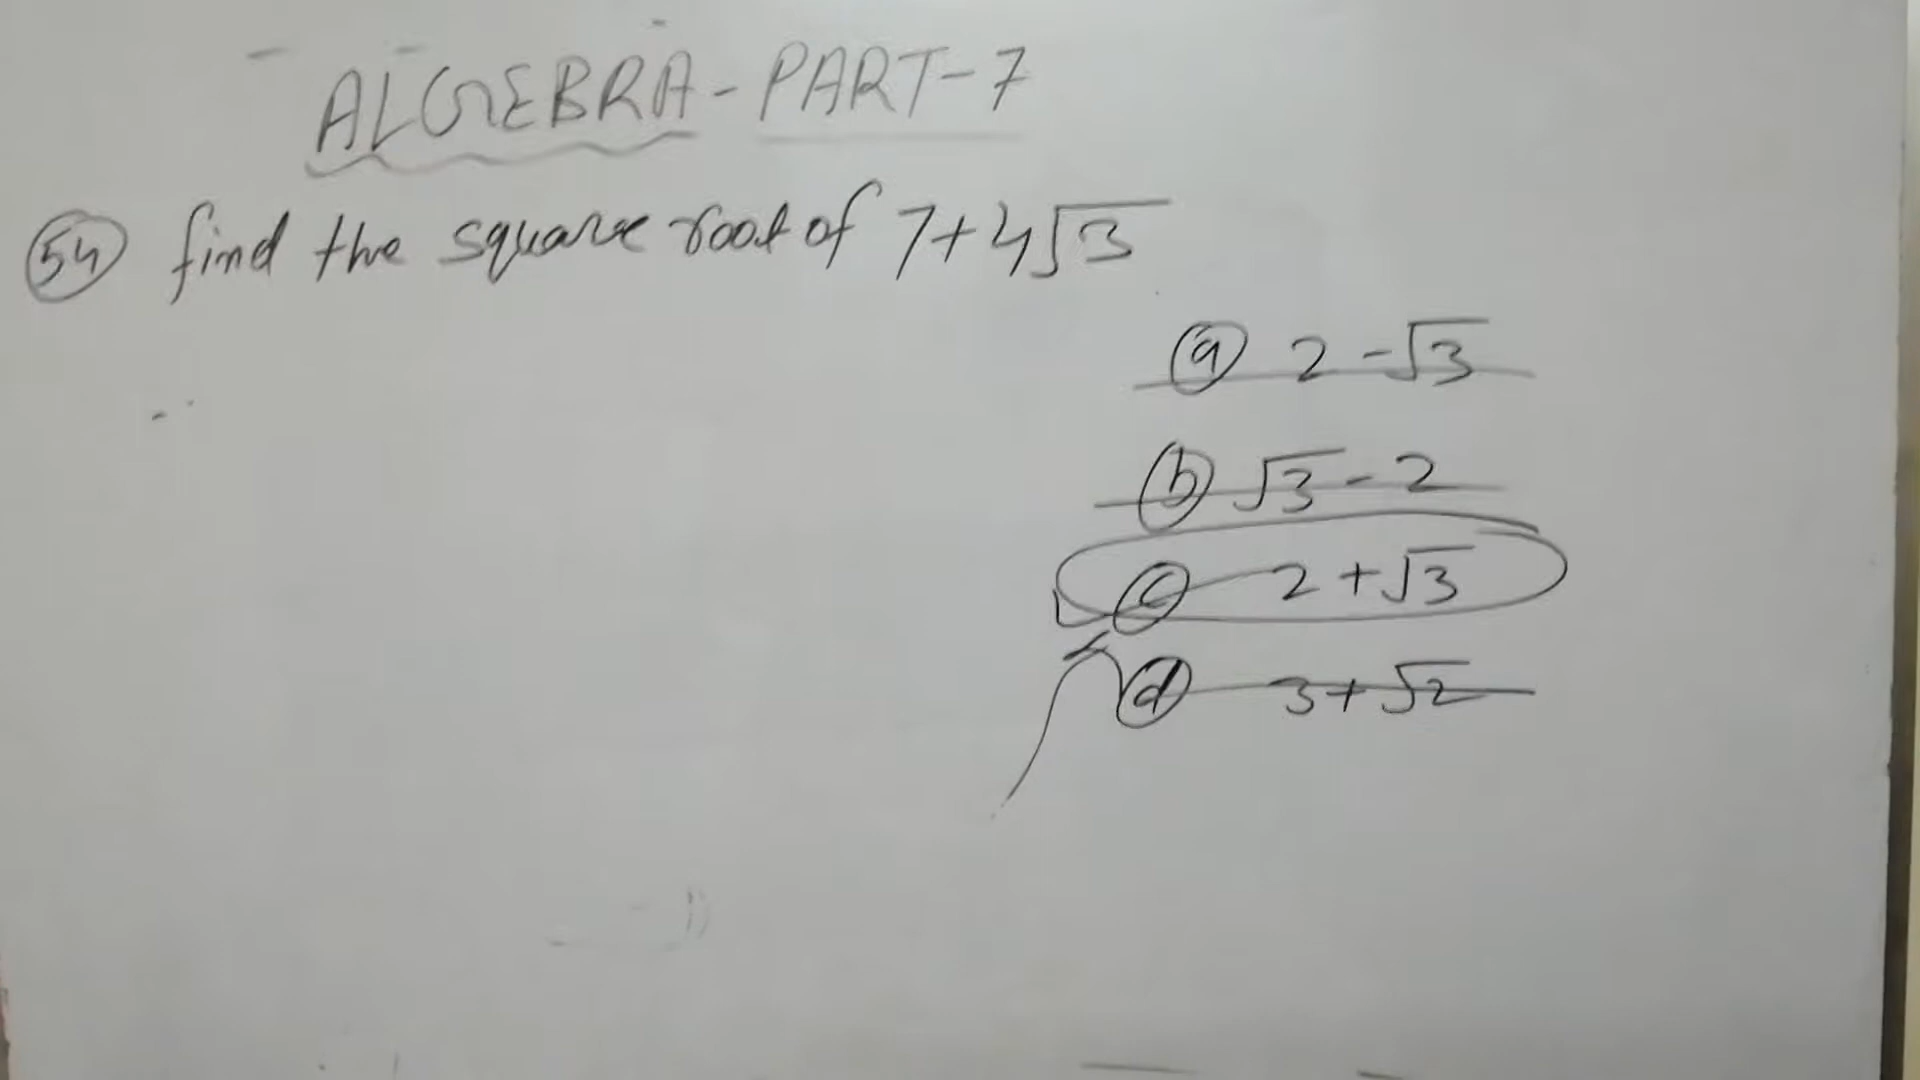 ALGEBRA-PART-7
54 find the square root of 7+4√3
a 2-√3
b √3-2
c 2+√3
d 3+√2